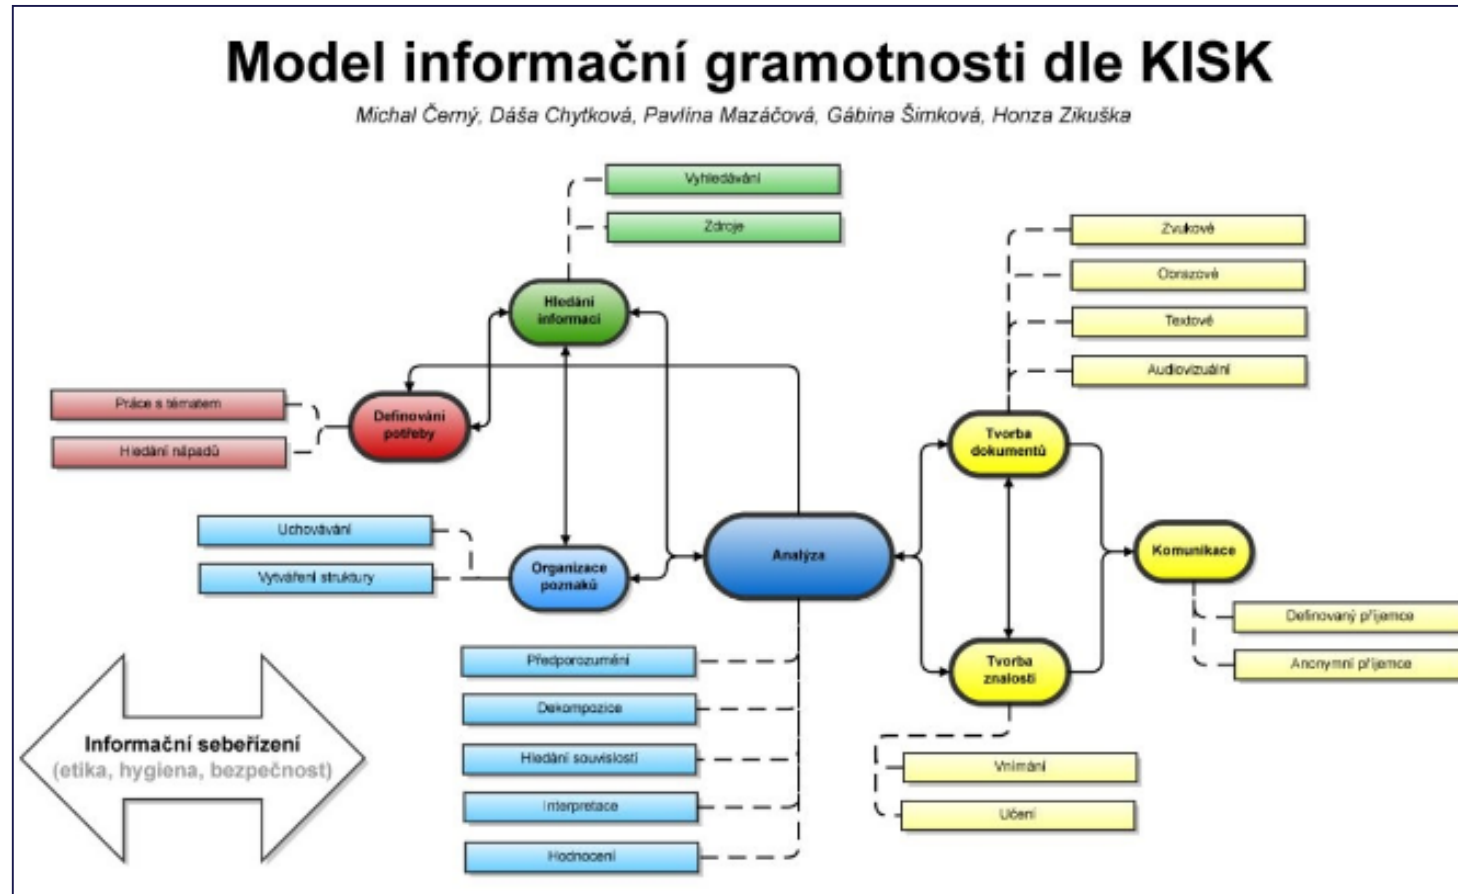 Model informační gramotnosti dle KISK
Michal Černý, Dáša Chytková, Pavlína Mazáčová, Gábina Šimková, Honza Zikuška
Vyhledávání
Zdroje
Hledání
informací
Zvukové
Obrazové
Textové
Audiovizuální
Práce s tématem
Hledání nápadů
Definování
potřeby
Tvorba
dokumentů
Uchovávání
Vytváření struktury
Organizace
poznaků
Analýza
Komunikace
Definovaný příjemce
Anonymní příjemce
Tvorba
znalostí
Předporozumění
Dekompozice
Hledání souvislostí
Interpretace
Hodnocení
Vnímání
Učení
Informační sebeřízení
(etika, hygiena, bezpečnost)